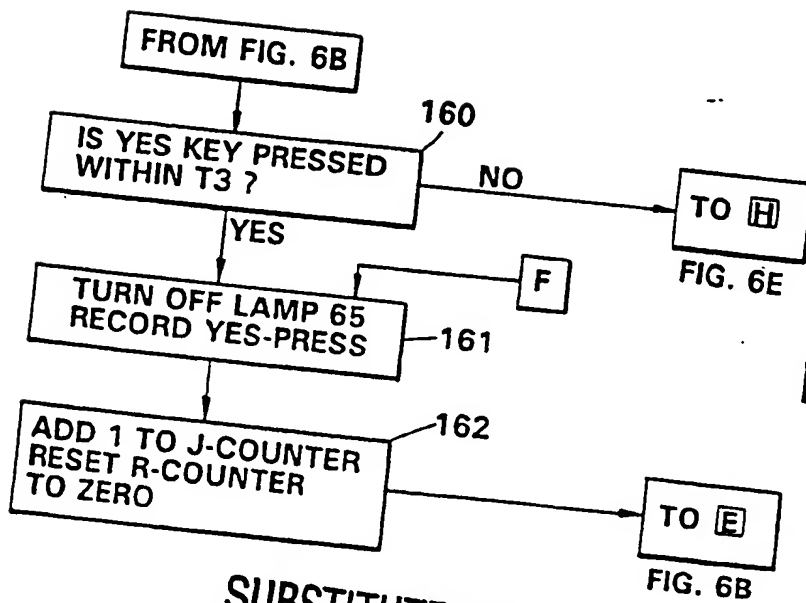 FROM FIG. 6B
160
IS YES KEY PRESSED
WITHIN T3 ?
NO
TO H
FIG. 6E
YES
F
TURN OFF LAMP 65
RECORD YES-PRESS
161
162
ADD 1 TO J-COUNTER
RESET R-COUNTER
TO ZERO
TO E
FIG. 6B
SUBSTITUTE